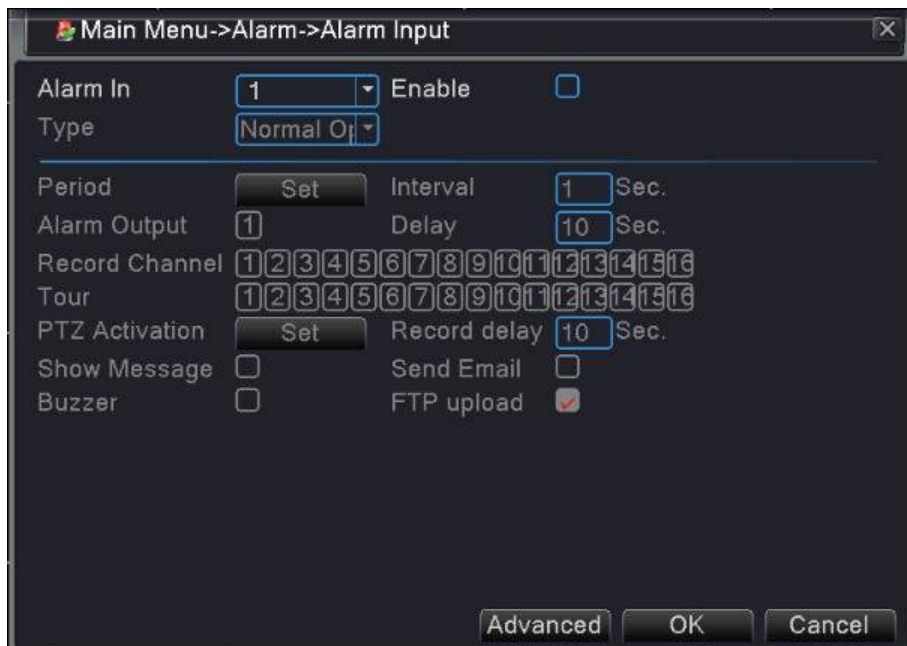 Main Menu->Alarm->Alarm Input
Alarm In 1 Enable
Type Normal Op
Period Set Interval 1 Sec.
Alarm Output 1 Delay 10 Sec.
Record Channel 1 2 3 4 5 6 7 8 9 10 11 12 13 14 15 16
Tour 1 2 3 4 5 6 7 8 9 10 11 12 13 14 15 16
PTZ Activation Set Record delay 10 Sec.
Show Message Send Email
Buzzer FTP upload
Advanced OK Cancel